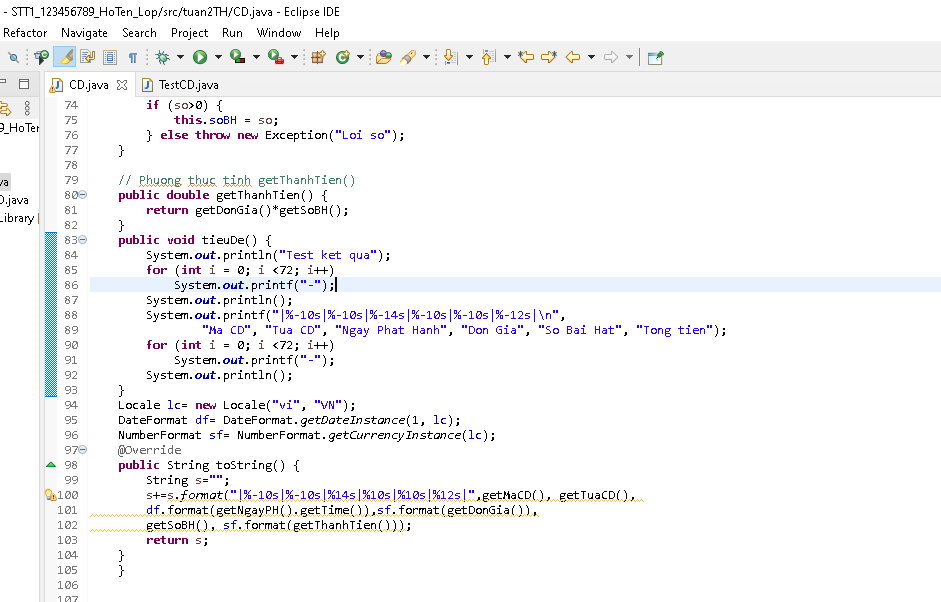 - STT1_123456789_HoTen_Lop/src/tuan2TH/CD.java - Eclipse IDE
Refactor Navigate Search Project Run Window Help
CD.java TestCD.java
9_HoTer
va
D.java
Library
74 if (so>0) {
75 this.soBH = so;
76 } else throw new Exception("Loi so");
77 }
78
79 // Phuong thuc tinh getThanhTien()
80 public double getThanhTien() {
81 return getDonGia()*getSoBH();
82 }
83 public void tieuDe() {
84 System.out.println("Test ket qua");
85 for (int i = 0; i <72; i++)
86 System.out.printf("-");
87 System.out.println();
88 System.out.printf("|%-10s|%-10s|%-14s|%-10s|%-10s|%-12s|\n",
89 "Ma CD", "Tua CD", "Ngay Phat Hanh", "Don Gia", "So Bai Hat", "Tong tien");
90 for (int i = 0; i <72; i++)
91 System.out.printf("-");
92 System.out.println();
93 }
94 Locale lc= new Locale("vi", "VN");
95 DateFormat df= DateFormat.getDateInstance(1, lc);
96 NumberFormat sf= NumberFormat.getCurrencyInstance(lc);
97 @Override
98 public String toString() {
99 String s="";
100 s+=s.format("|%-10s|%-10s|%14s|%10s|%10s|%12s|",getMaCD(), getTuaCD(),
101 df.format(getNgayPH().getTime()),sf.format(getDonGia()),
102 getSoBH(), sf.format(getThanhTien()));
103 return s;
104 }
105 }
106
107